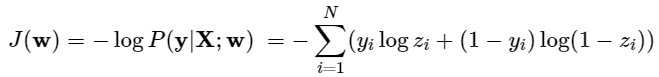 J(𝐰) = − log P(𝐲|𝐗; 𝐰) = − ∑_{i=1}^{N} (y_i log z_i + (1 − y_i) log(1 − z_i))